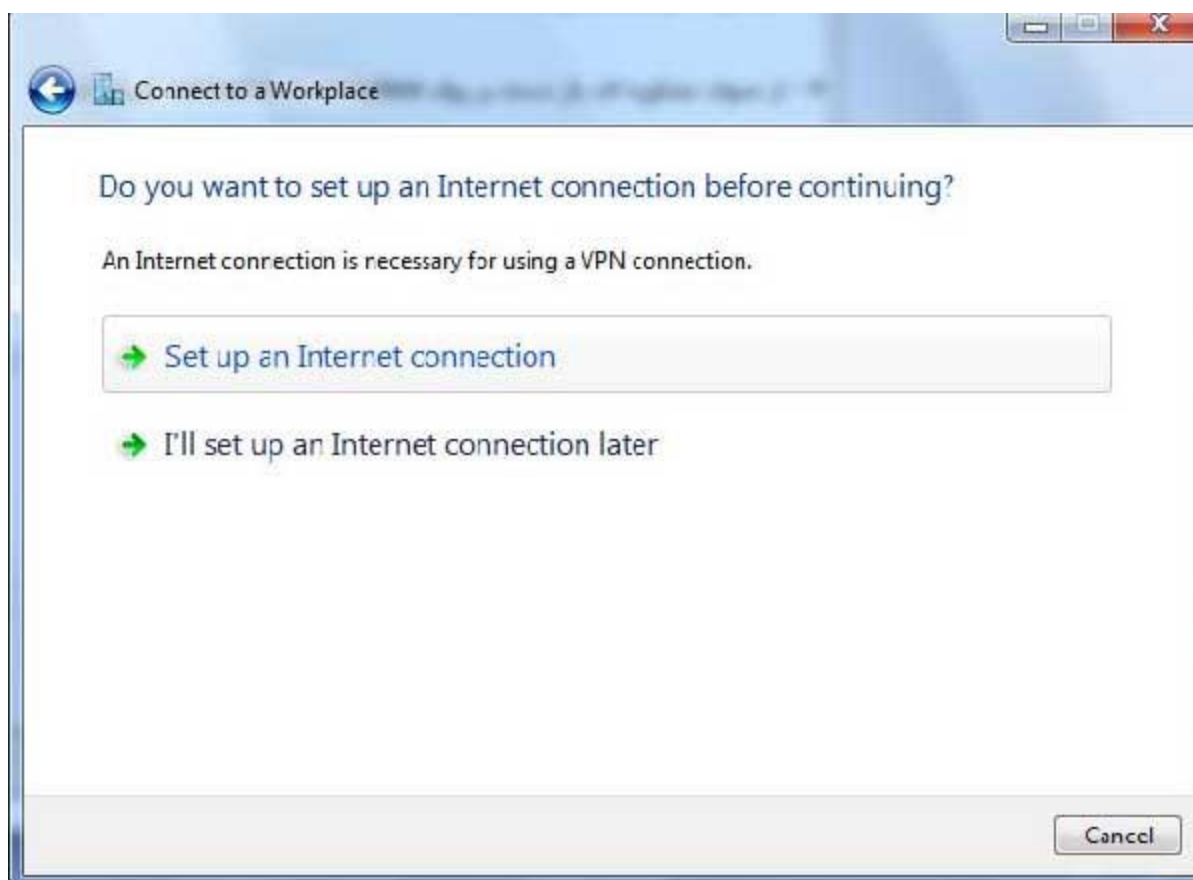 Connect to a Workplace
Do you want to set up an Internet connection before continuing?
An Internet connection is necessary for using a VPN connection.
Set up an Internet connection
I'll set up an Internet connection later
Cancel